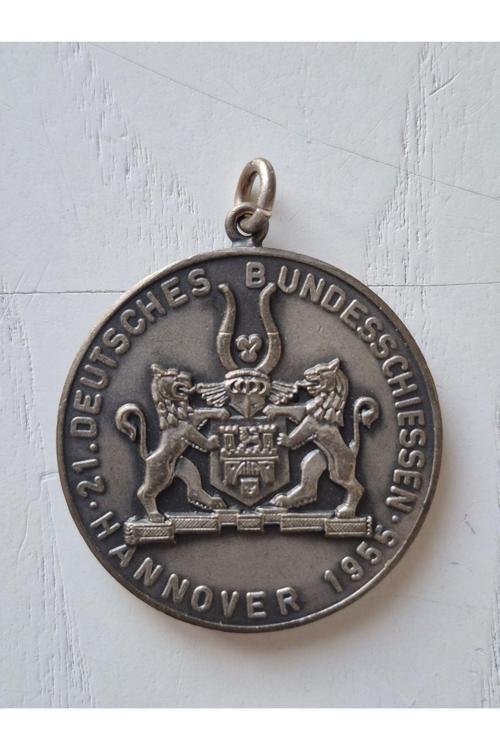 21. DEUTSCHES BUNDESSCHIESSEN
HANNOVER 1955